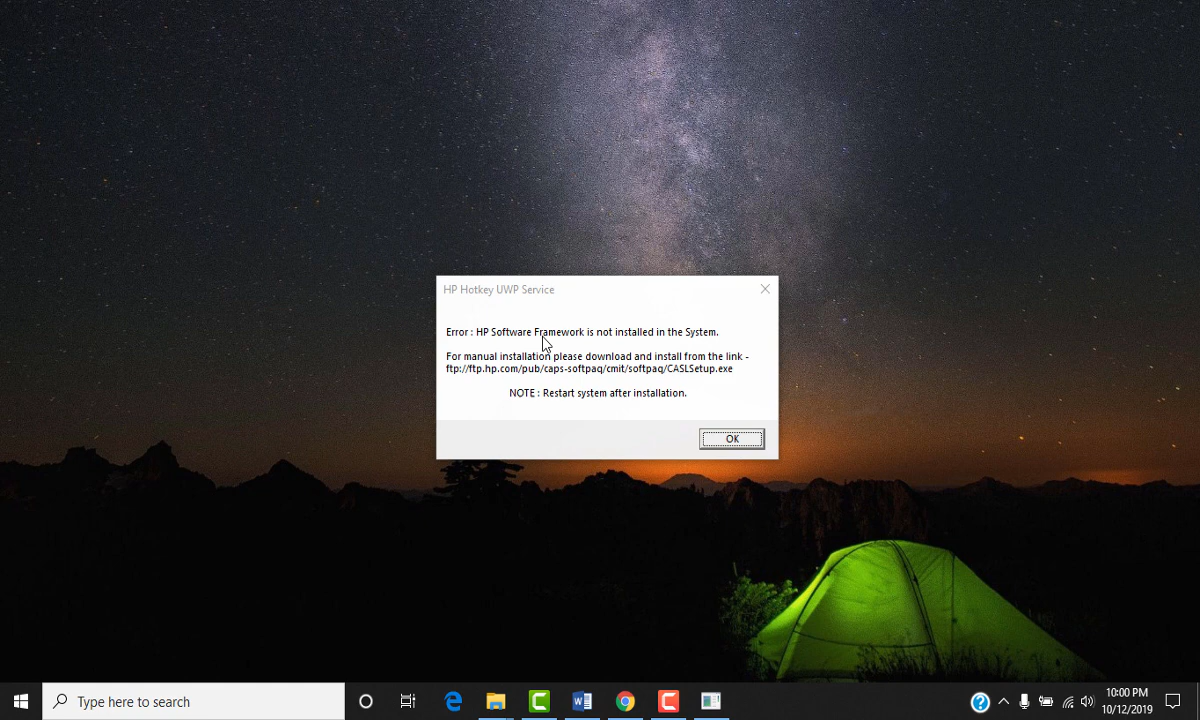 HP Hotkey UWP Service
Error : HP Software Framework is not installed in the System.
For manual installation please download and install from the link -
ftp://ftp.hp.com/pub/caps-softpaq/cmit/softpaq/CASLSetup.exe
NOTE : Restart system after installation.
OK
Type here to search
10:00 PM
10/12/2019